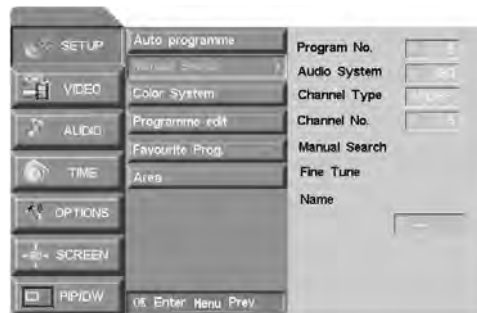 SETUP
VIDEO
AUDIO
TIME
OPTIONS
SCREEN
PIP/DW
Auto programme
Color System
Programme edit
Favourite Prog.
Area
OK Enter Menu Prev
Program No.
Audio System
Channel Type
Channel No.
Manual Search
Fine Tune
Name